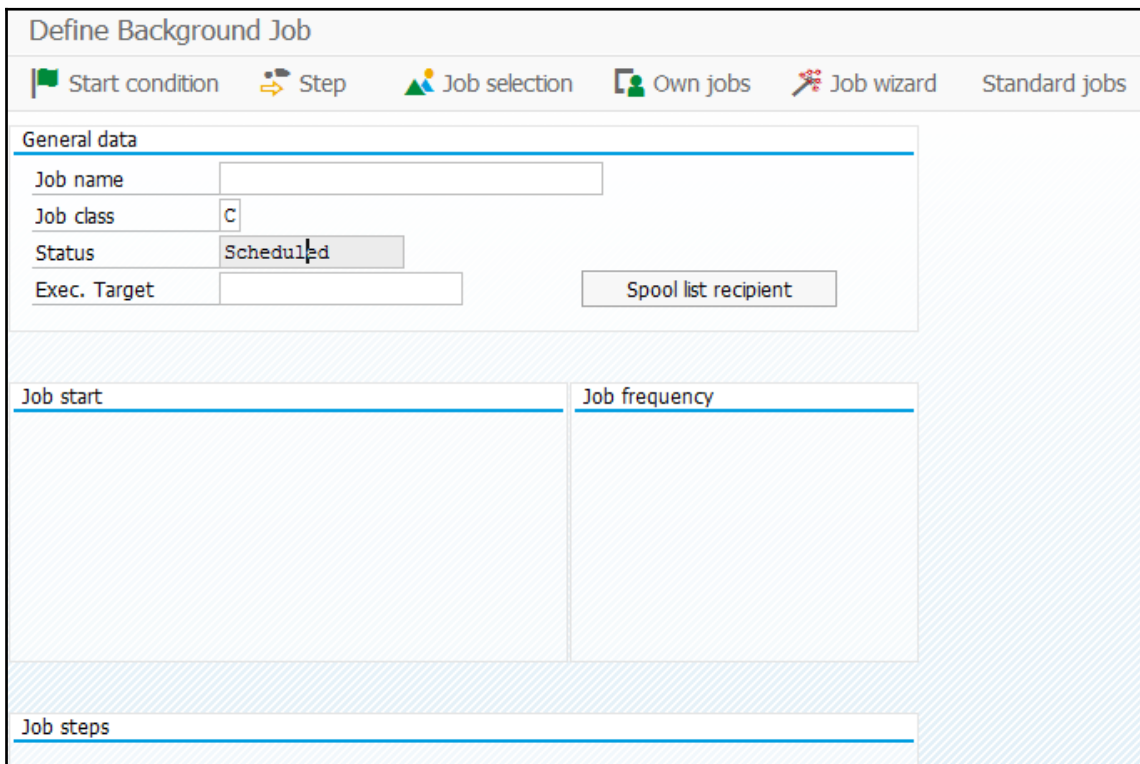 Define Background Job
Start condition Step Job selection Own jobs Job wizard Standard jobs
General data
Job name
Job class C
Status Scheduled
Exec. Target Spool list recipient
Job start Job frequency
Job steps